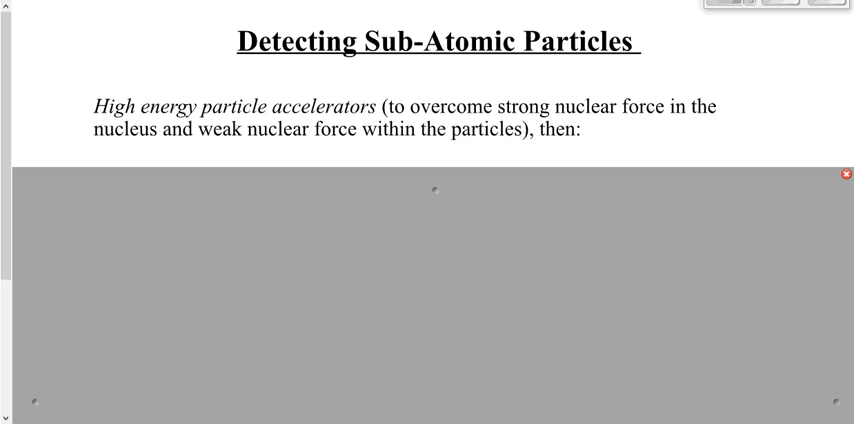 Detecting Sub-Atomic Particles
High energy particle accelerators (to overcome strong nuclear force in the
nucleus and weak nuclear force within the particles), then: